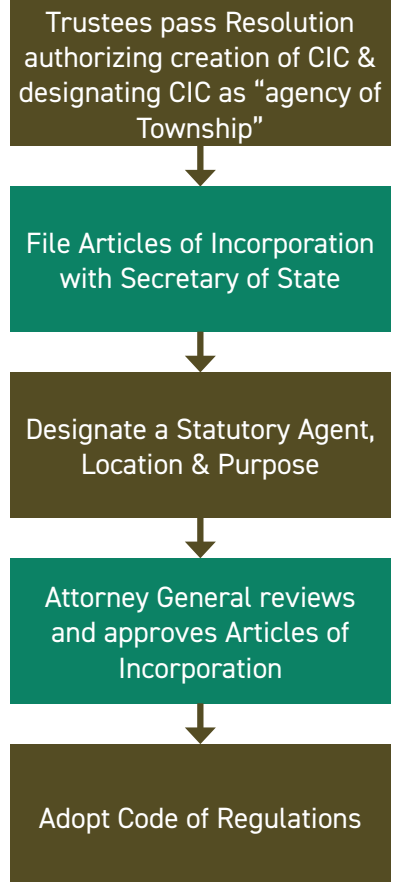 Trustees pass Resolution
authorizing creation of CIC &
designating CIC as “agency of
Township”
File Articles of Incorporation
with Secretary of State
Designate a Statutory Agent,
Location & Purpose
Attorney General reviews
and approves Articles of
Incorporation
Adopt Code of Regulations